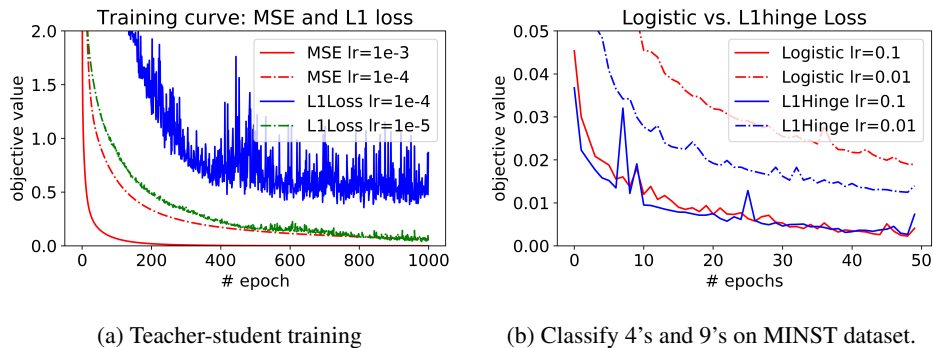 Training curve: MSE and L1 loss
objective value
2.0
1.5
1.0
0.5
0.0
MSE lr=1e-3
MSE lr=1e-4
L1Loss lr=1e-4
L1Loss lr=1e-5
0 200 400 600 800 1000
# epoch
(a) Teacher-student training
Logistic vs. L1hinge Loss
objective value
0.05
0.04
0.03
0.02
0.01
0.00
Logistic lr=0.1
Logistic lr=0.01
L1Hinge lr=0.1
L1Hinge lr=0.01
0 10 20 30 40 50
# epochs
(b) Classify 4's and 9's on MINST dataset.